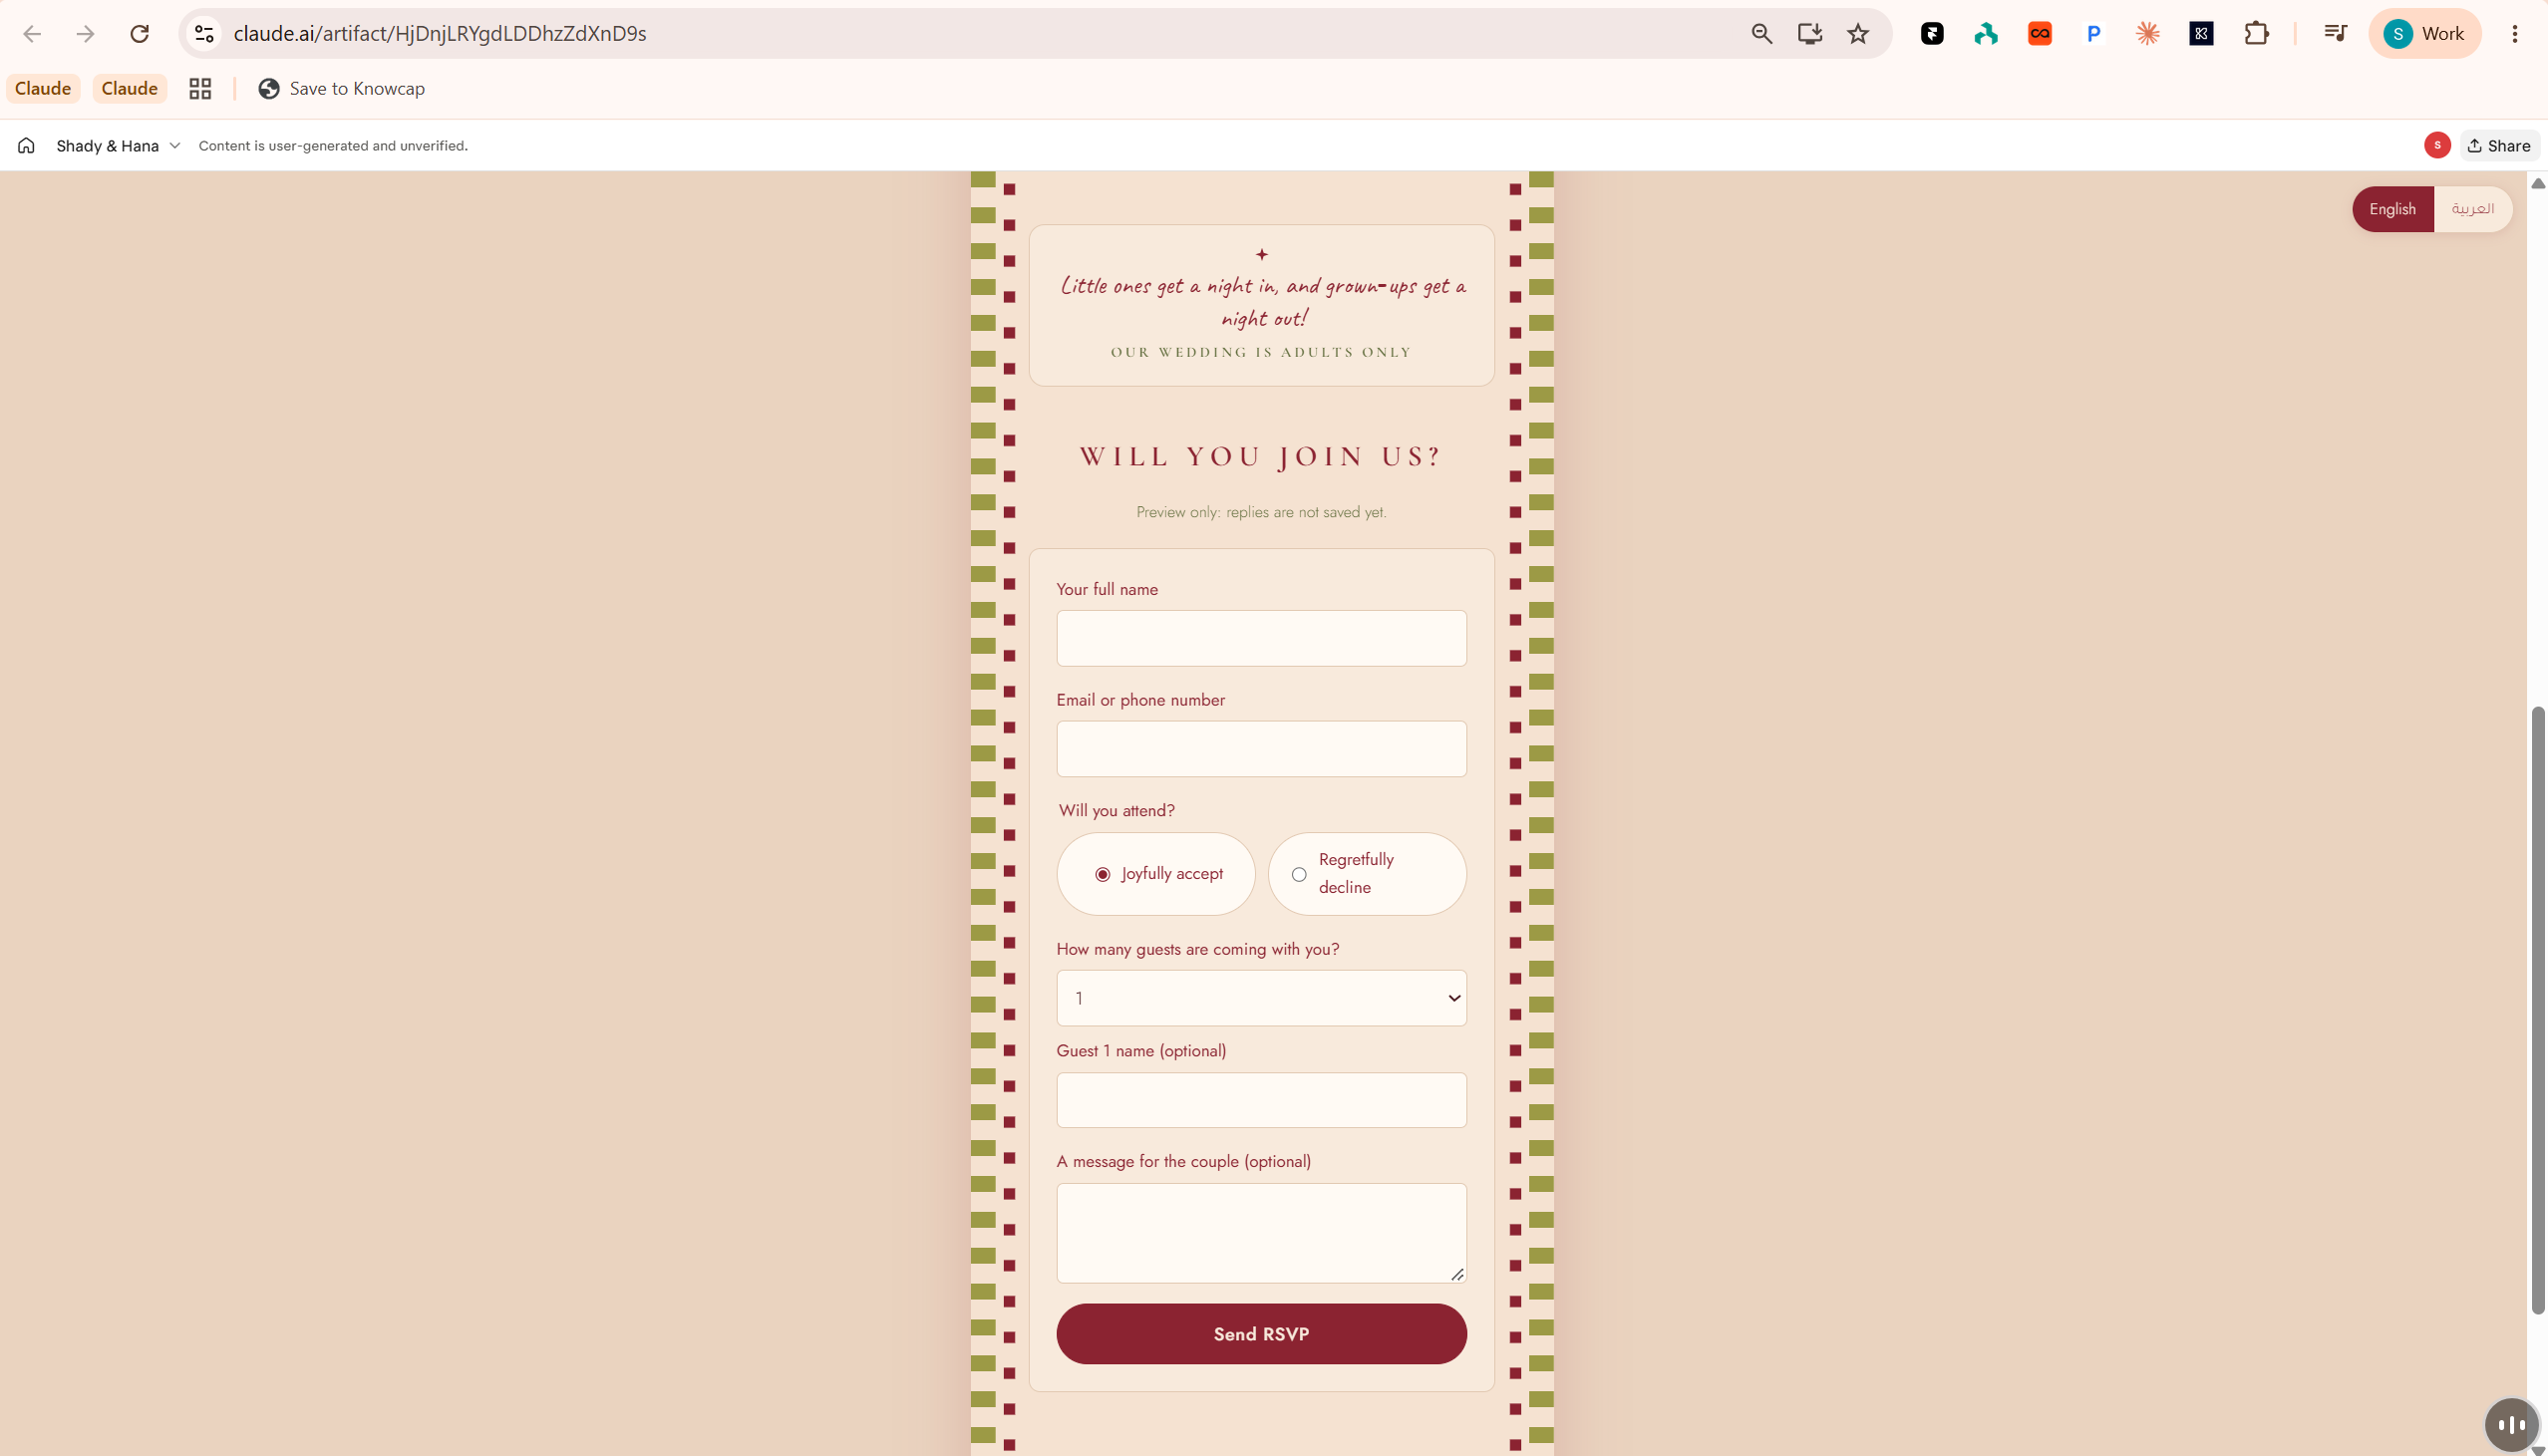 claude.ai/artifact/HjDnjLRYgdLDDhzZdXnD9s
S Work
Claude
Claude
Save to Knowcap
Shady & Hana
Content is user-generated and unverified.
S
Share
English
العربية
Little ones get a night in, and grown-ups get a
night out!
OUR WEDDING IS ADULTS ONLY
WILL YOU JOIN US?
Preview only: replies are not saved yet.
Your full name
Email or phone number
Will you attend?
Joyfully accept
Regretfully
decline
How many guests are coming with you?
1
Guest 1 name (optional)
A message for the couple (optional)
Send RSVP